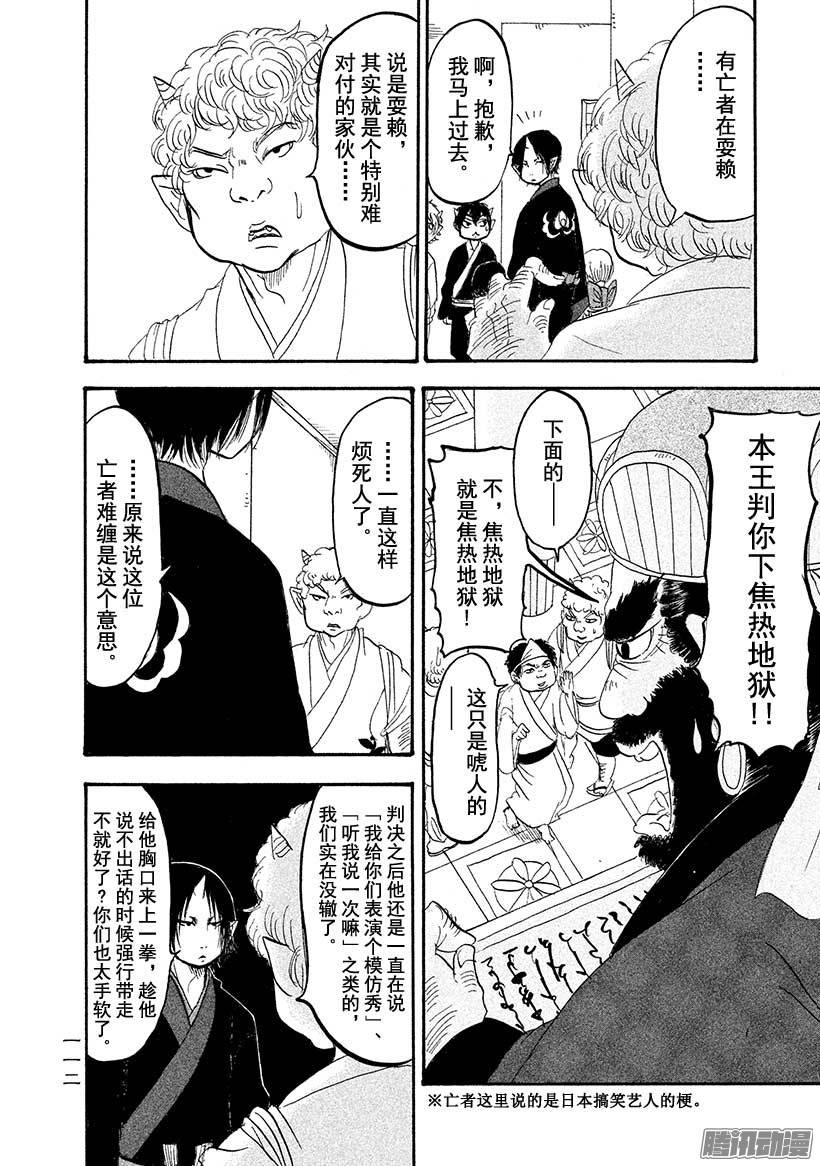 有亡者在耍赖
……
啊，抱歉，
我马上过去。
说是耍赖，
其实就是个特别难
对付的家伙……
本王判你下焦热地狱！！
下面的——
不，焦热地狱
就是焦热地狱！
这只是唬人的
——
……一直这样
烦死人了。
……原来说这位
亡者难缠是这个意思。
判决之后他还是一直在说
「我给你们表演个模仿秀」、
「听我说一次嘛」之类的，
我们实在没辙了。
给他胸口来上一拳，趁他
说不出话的时候强行带走
不就好了？你们也太手软了。
※亡者这里说的是日本搞笑艺人的梗。
一一二
腾讯动漫